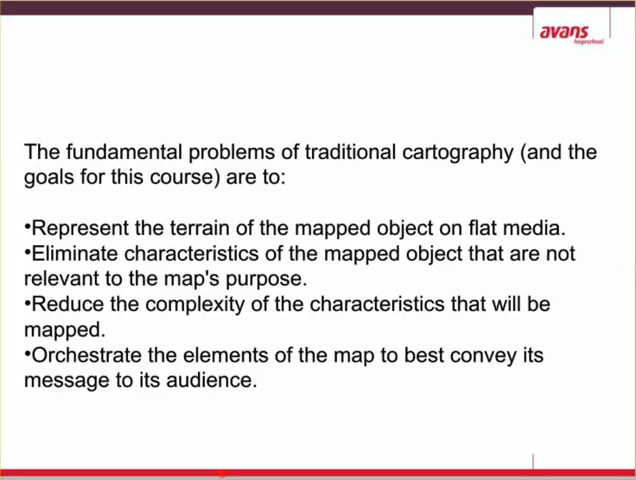 avans
hogeschool
The fundamental problems of traditional cartography (and the
goals for this course) are to:
•Represent the terrain of the mapped object on flat media.
•Eliminate characteristics of the mapped object that are not
relevant to the map's purpose.
•Reduce the complexity of the characteristics that will be
mapped.
•Orchestrate the elements of the map to best convey its
message to its audience.